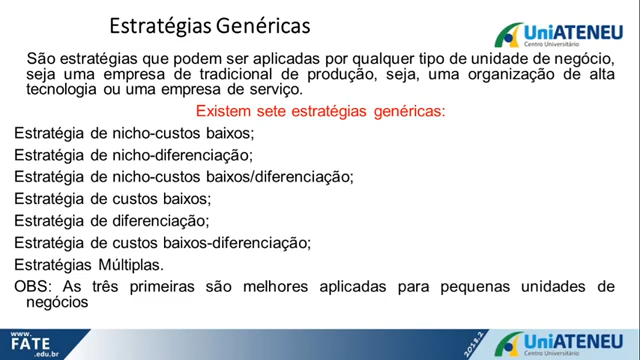 Estratégias Genéricas
UniATENEU
Centro Universitário
São estratégias que podem ser aplicadas por qualquer tipo de unidade de negócio,
seja uma empresa de tradicional de produção, seja, uma organização de alta
tecnologia ou uma empresa de serviço.
Existem sete estratégias genéricas:
Estratégia de nicho-custos baixos;
Estratégia de nicho-diferenciação;
Estratégia de nicho-custos baixos/diferenciação;
Estratégia de custos baixos;
Estratégia de diferenciação;
Estratégia de custos baixos-diferenciação;
Estratégias Múltiplas.
OBS: As três primeiras são melhores aplicadas para pequenas unidades de
negócios
www.
FATE
.edu.br
2018.2
UniATENEU
Centro Universitário